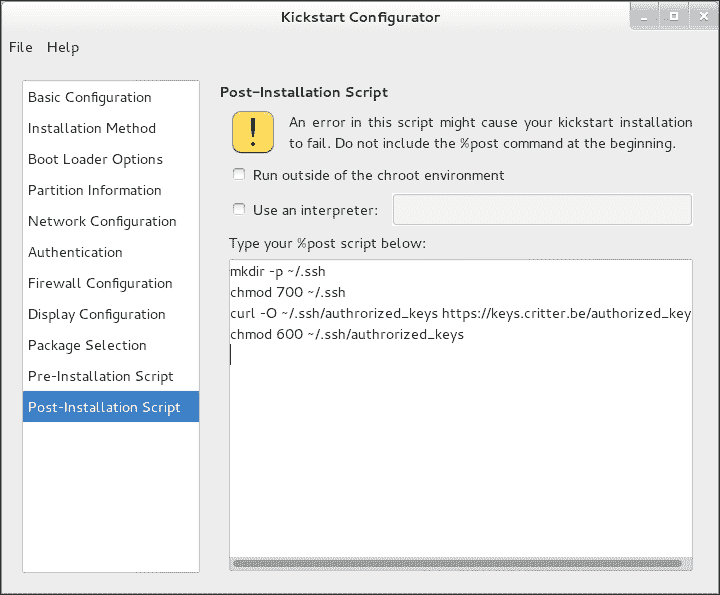 Kickstart Configurator
File Help
Basic Configuration
Installation Method
Boot Loader Options
Partition Information
Network Configuration
Authentication
Firewall Configuration
Display Configuration
Package Selection
Pre-Installation Script
Post-Installation Script
Post-Installation Script
An error in this script might cause your kickstart installation
to fail. Do not include the %post command at the beginning.
Run outside of the chroot environment
Use an interpreter:
Type your %post script below:
mkdir -p ~/.ssh
chmod 700 ~/.ssh
curl -O ~/.ssh/authrorized_keys https://keys.critter.be/authorized_key
chmod 600 ~/.ssh/authrorized_keys